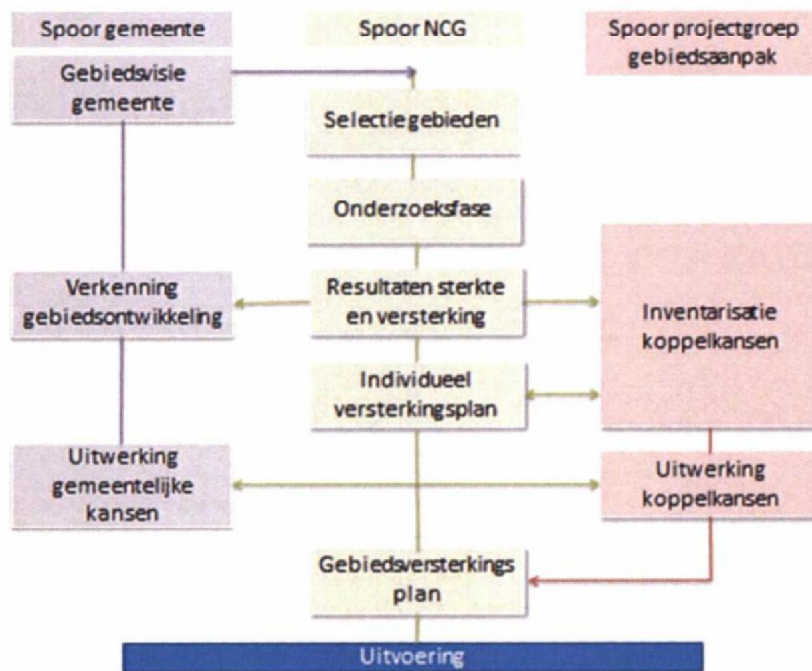 Spoor gemeente
Spoor NCG
Spoor projectgroep
gebiedsaanpak
Gebiedsvisie
gemeente
Selectie gebieden
Onderzoeksfase
Verkenning
gebiedsontwikkeling
Resultaten sterkte
en versterking
Inventarisatie
koppelkansen
Individueel
versterkingsplan
Uitwerking
gemeentelijke
kansen
Uitwerking
koppelkansen
Gebiedsversterkings
plan
Uitvoering